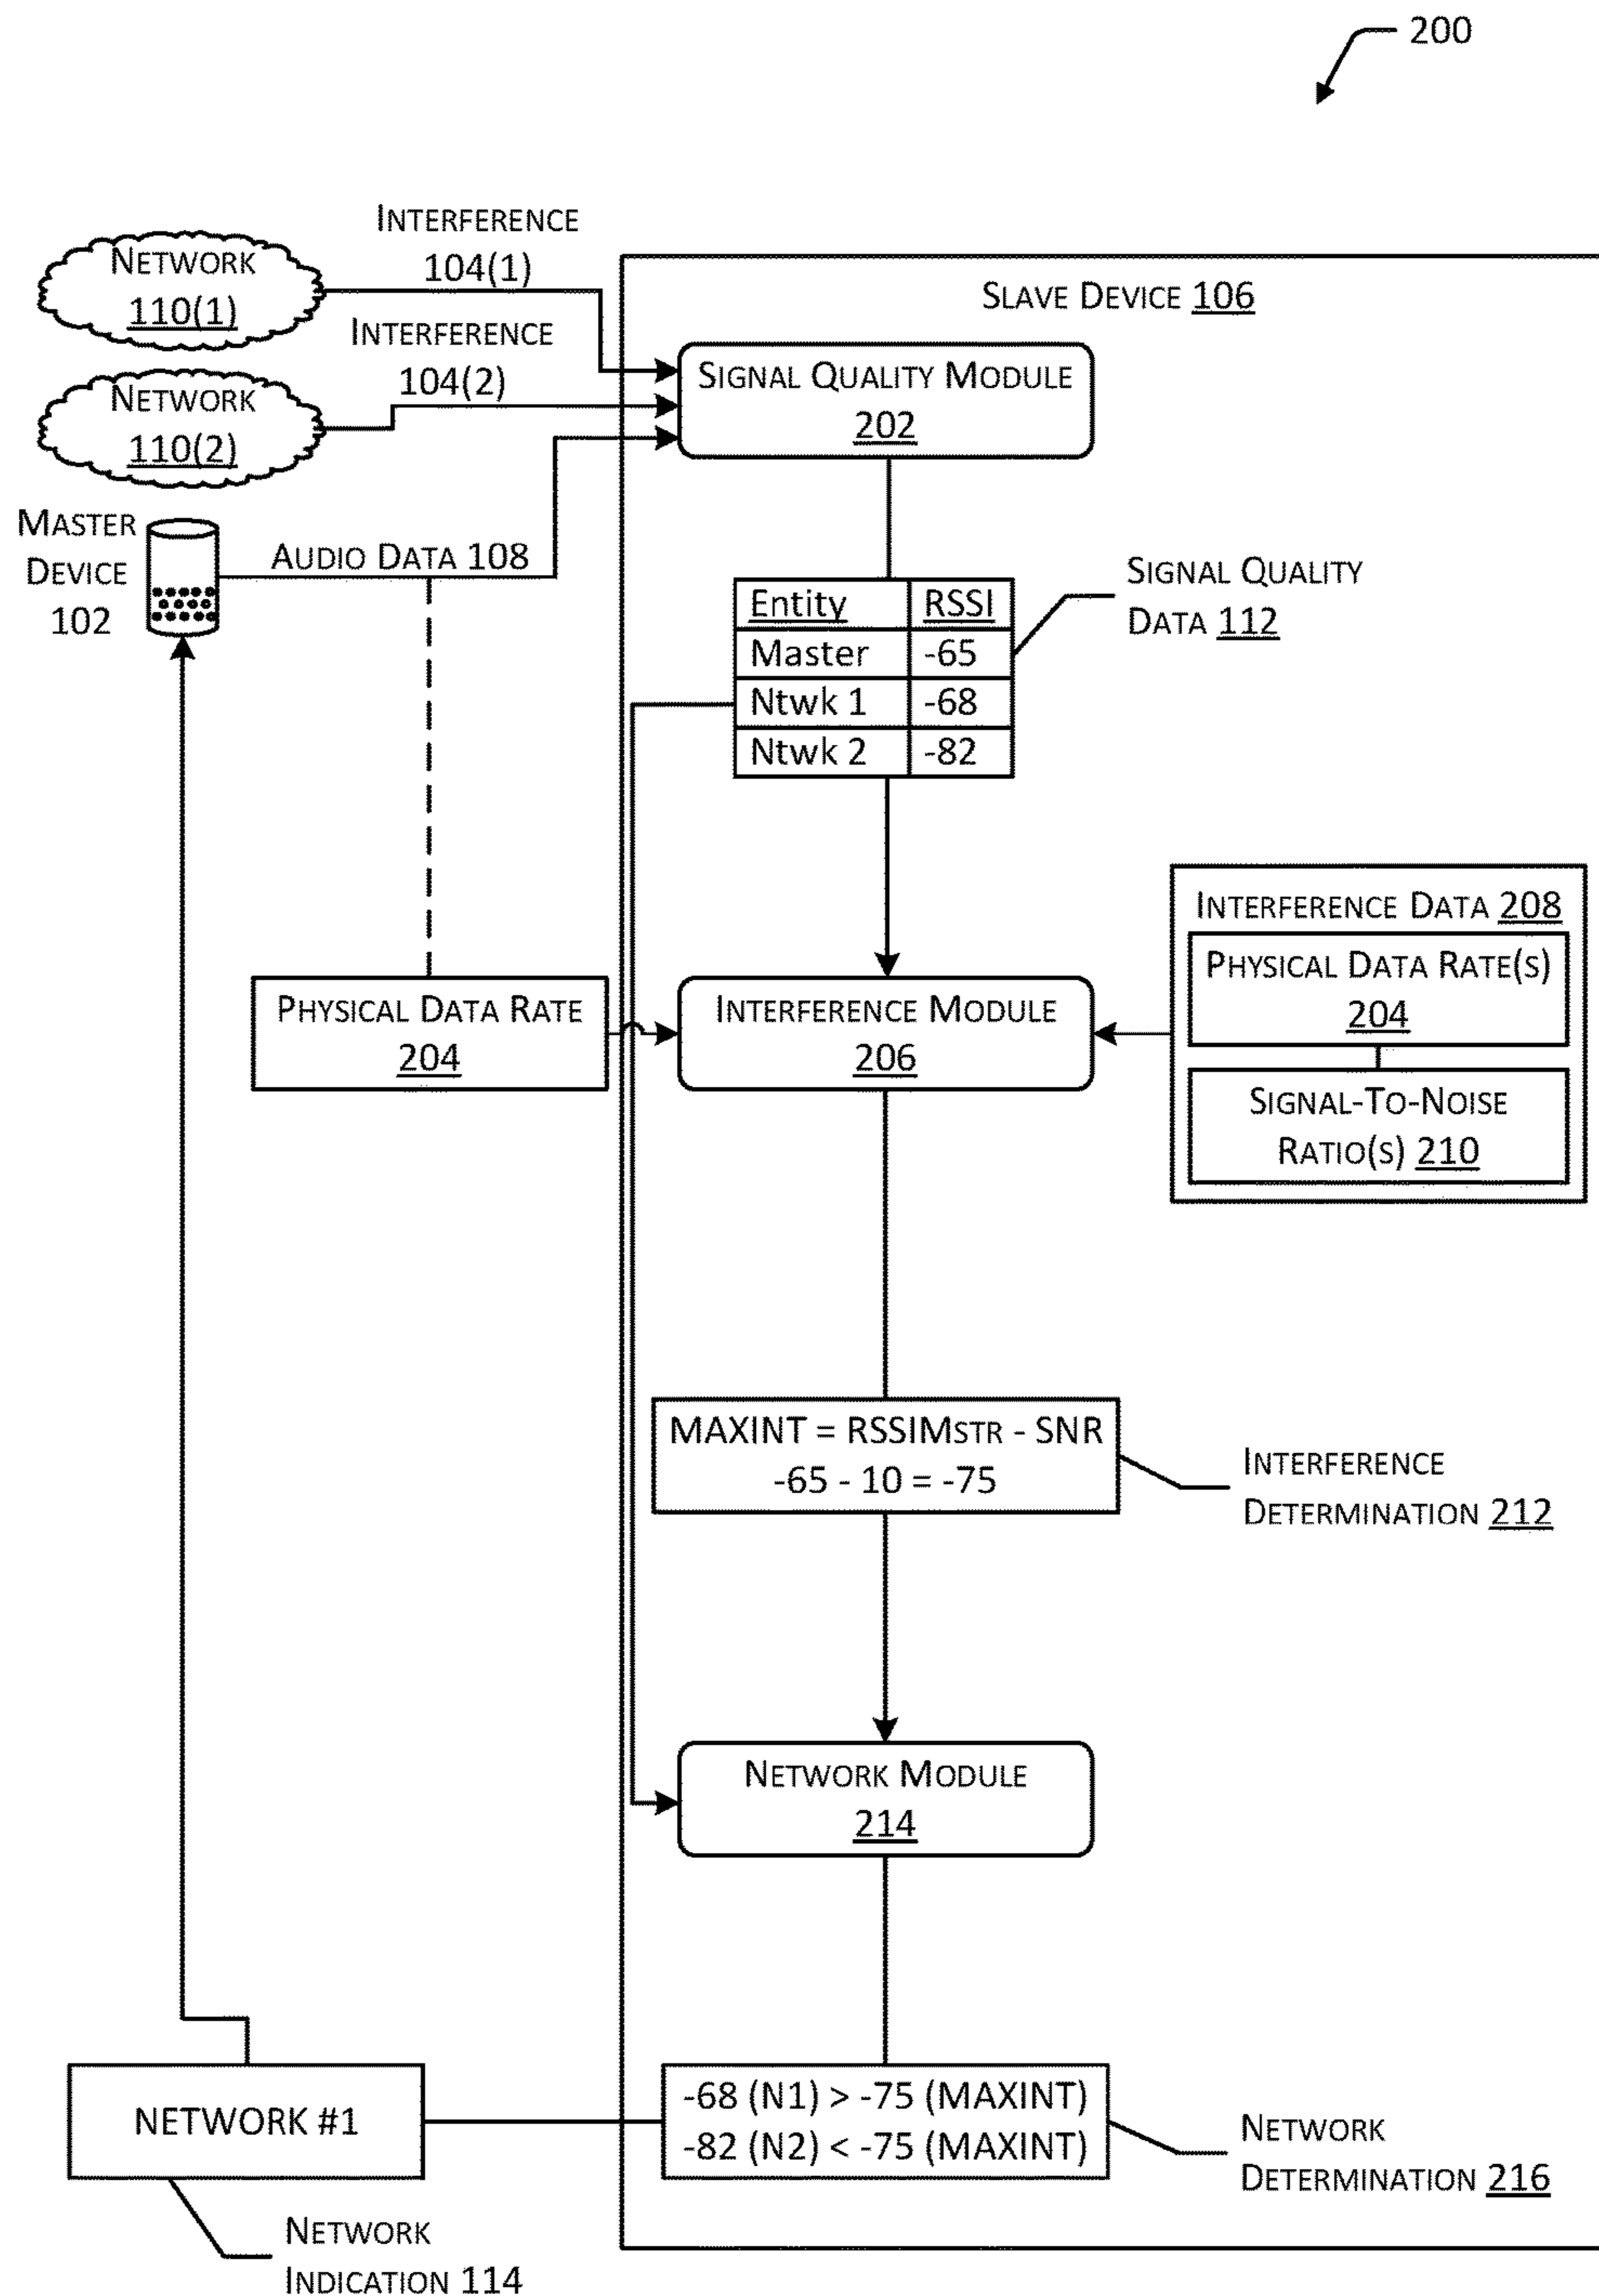 200
INTERFERENCE
104(1)
NETWORK
110(1)
SLAVE DEVICE 106
INTERFERENCE
104(2)
SIGNAL QUALITY MODULE
202
NETWORK
110(2)
MASTER
DEVICE
102
AUDIO DATA 108
SIGNAL QUALITY
DATA 112
Entity RSSI
Master -65
Ntwk 1 -68
Ntwk 2 -82
INTERFERENCE DATA 208
PHYSICAL DATA RATE(S)
204
SIGNAL-TO-NOISE
RATIO(S) 210
PHYSICAL DATA RATE
204
INTERFERENCE MODULE
206
MAXINT = RSSIMSTR - SNR
-65 - 10 = -75
INTERFERENCE
DETERMINATION 212
NETWORK MODULE
214
NETWORK #1
-68 (N1) > -75 (MAXINT)
-82 (N2) < -75 (MAXINT)
NETWORK
DETERMINATION 216
NETWORK
INDICATION 114